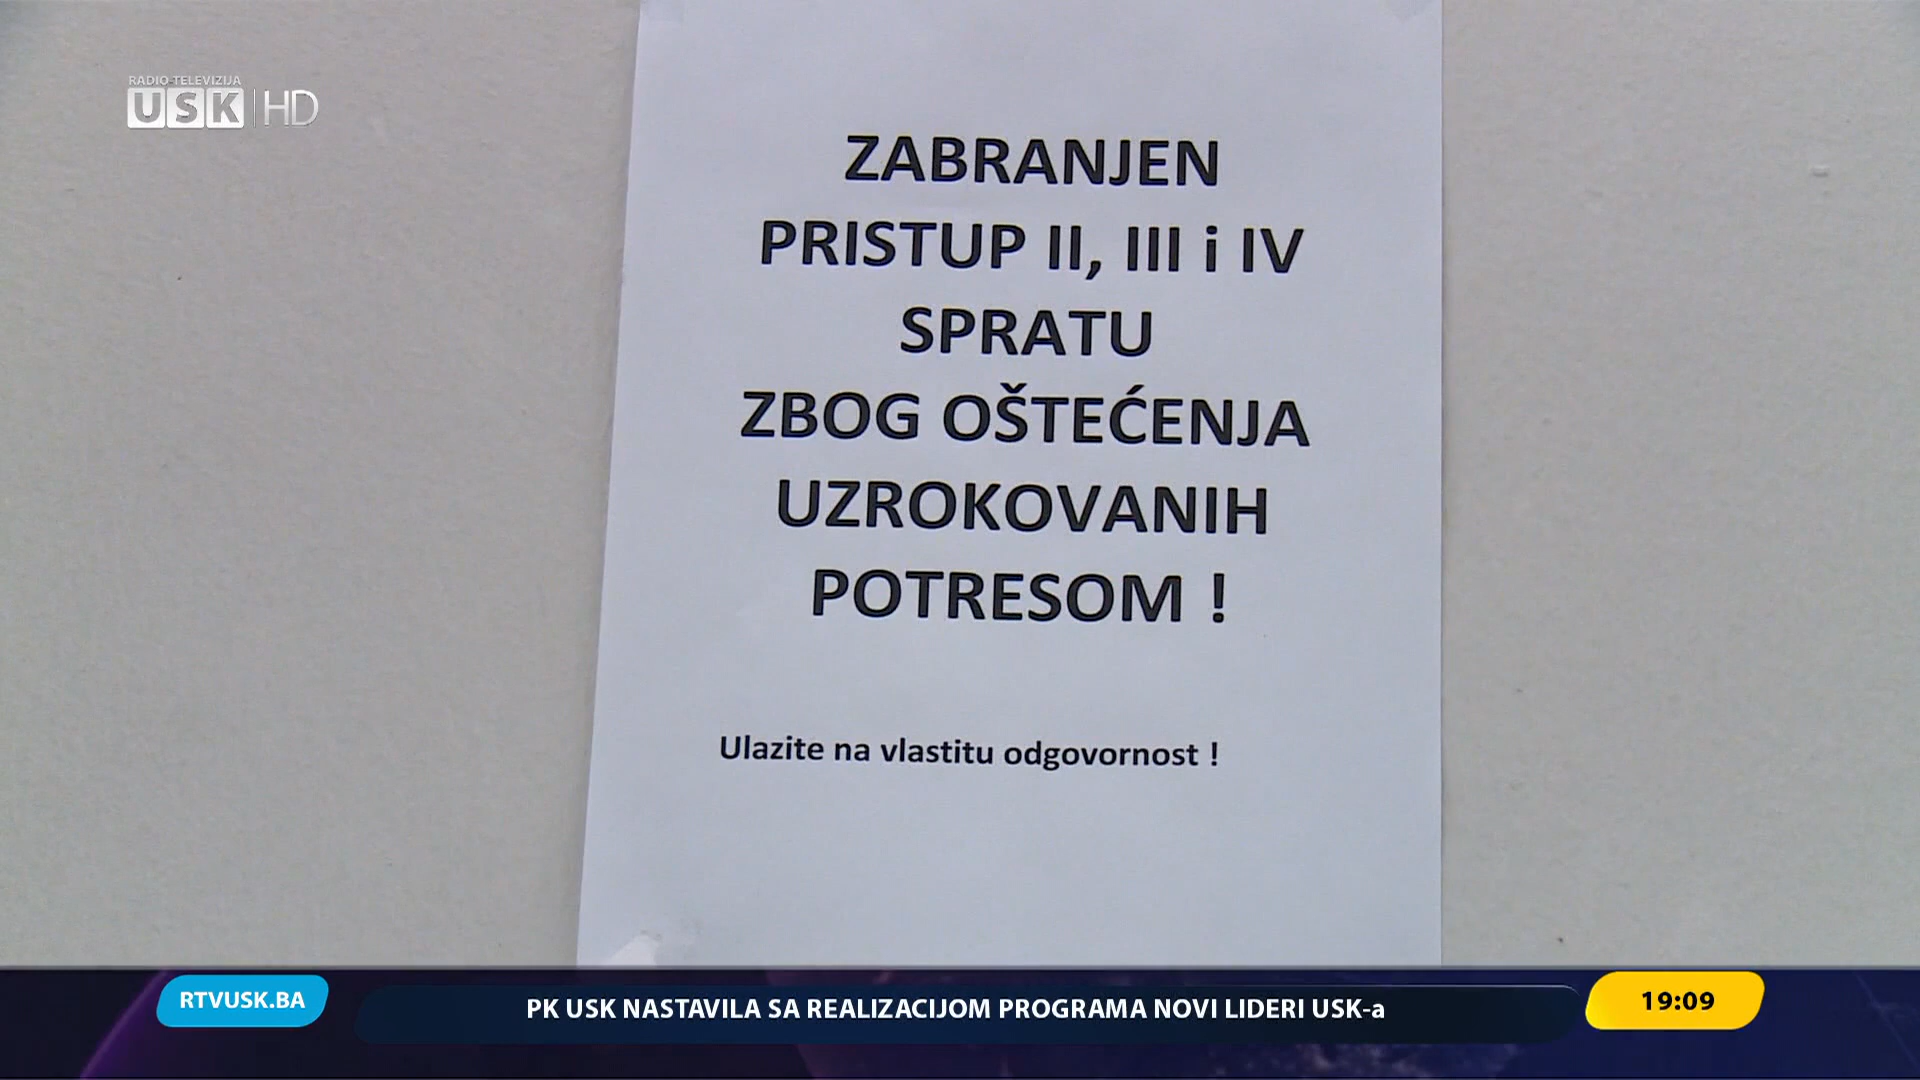 RADIO-TELEVIZIJA
USK HD
ZABRANJEN
PRISTUP II, III i IV
SPRATU
ZBOG OŠTEĆENJA
UZROKOVANIH
POTRESOM !
Ulazite na vlastitu odgovornost !
RTVUSK.BA
PK USK NASTAVILA SA REALIZACIJOM PROGRAMA NOVI LIDERI USK-a
19:09